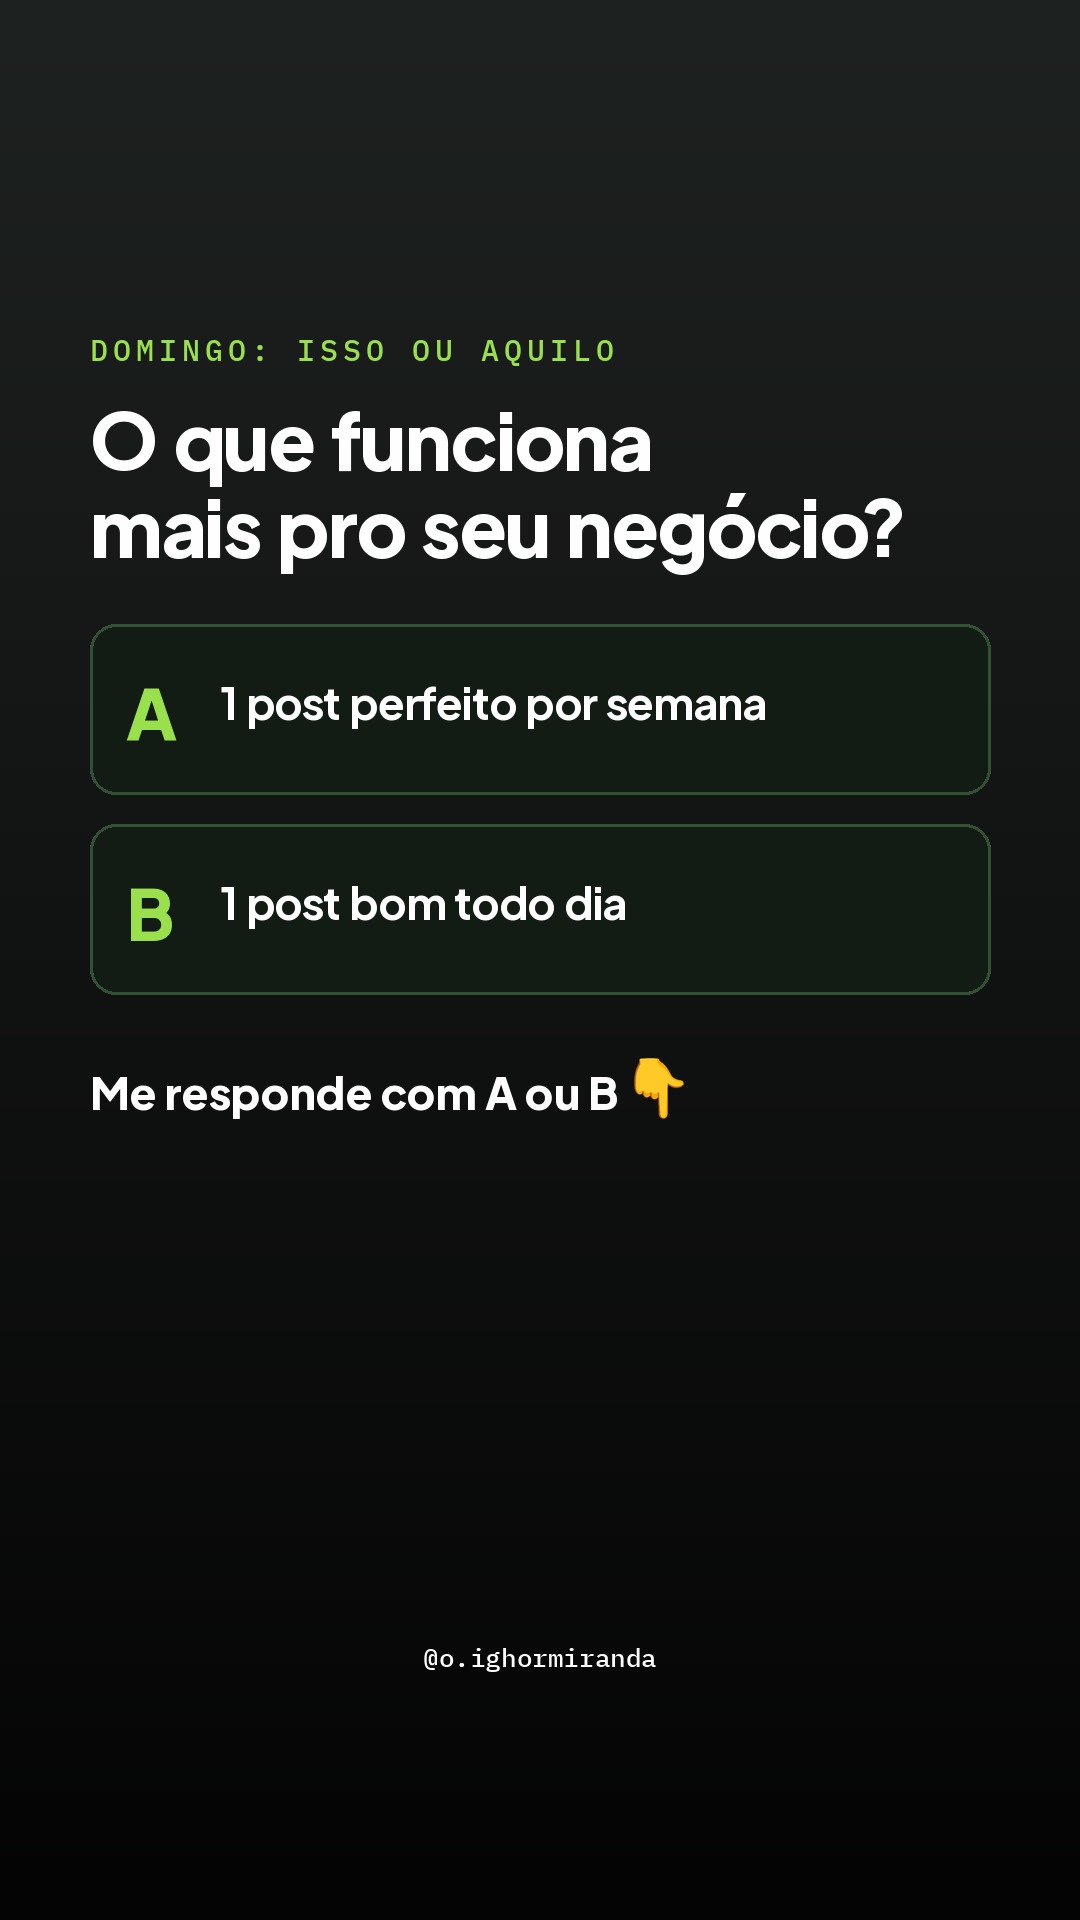 DOMINGO: ISSO OU AQUILO
O que funciona
mais pro seu negócio?
A 1 post perfeito por semana
B 1 post bom todo dia
Me responde com A ou B 👇
@o.ighormiranda